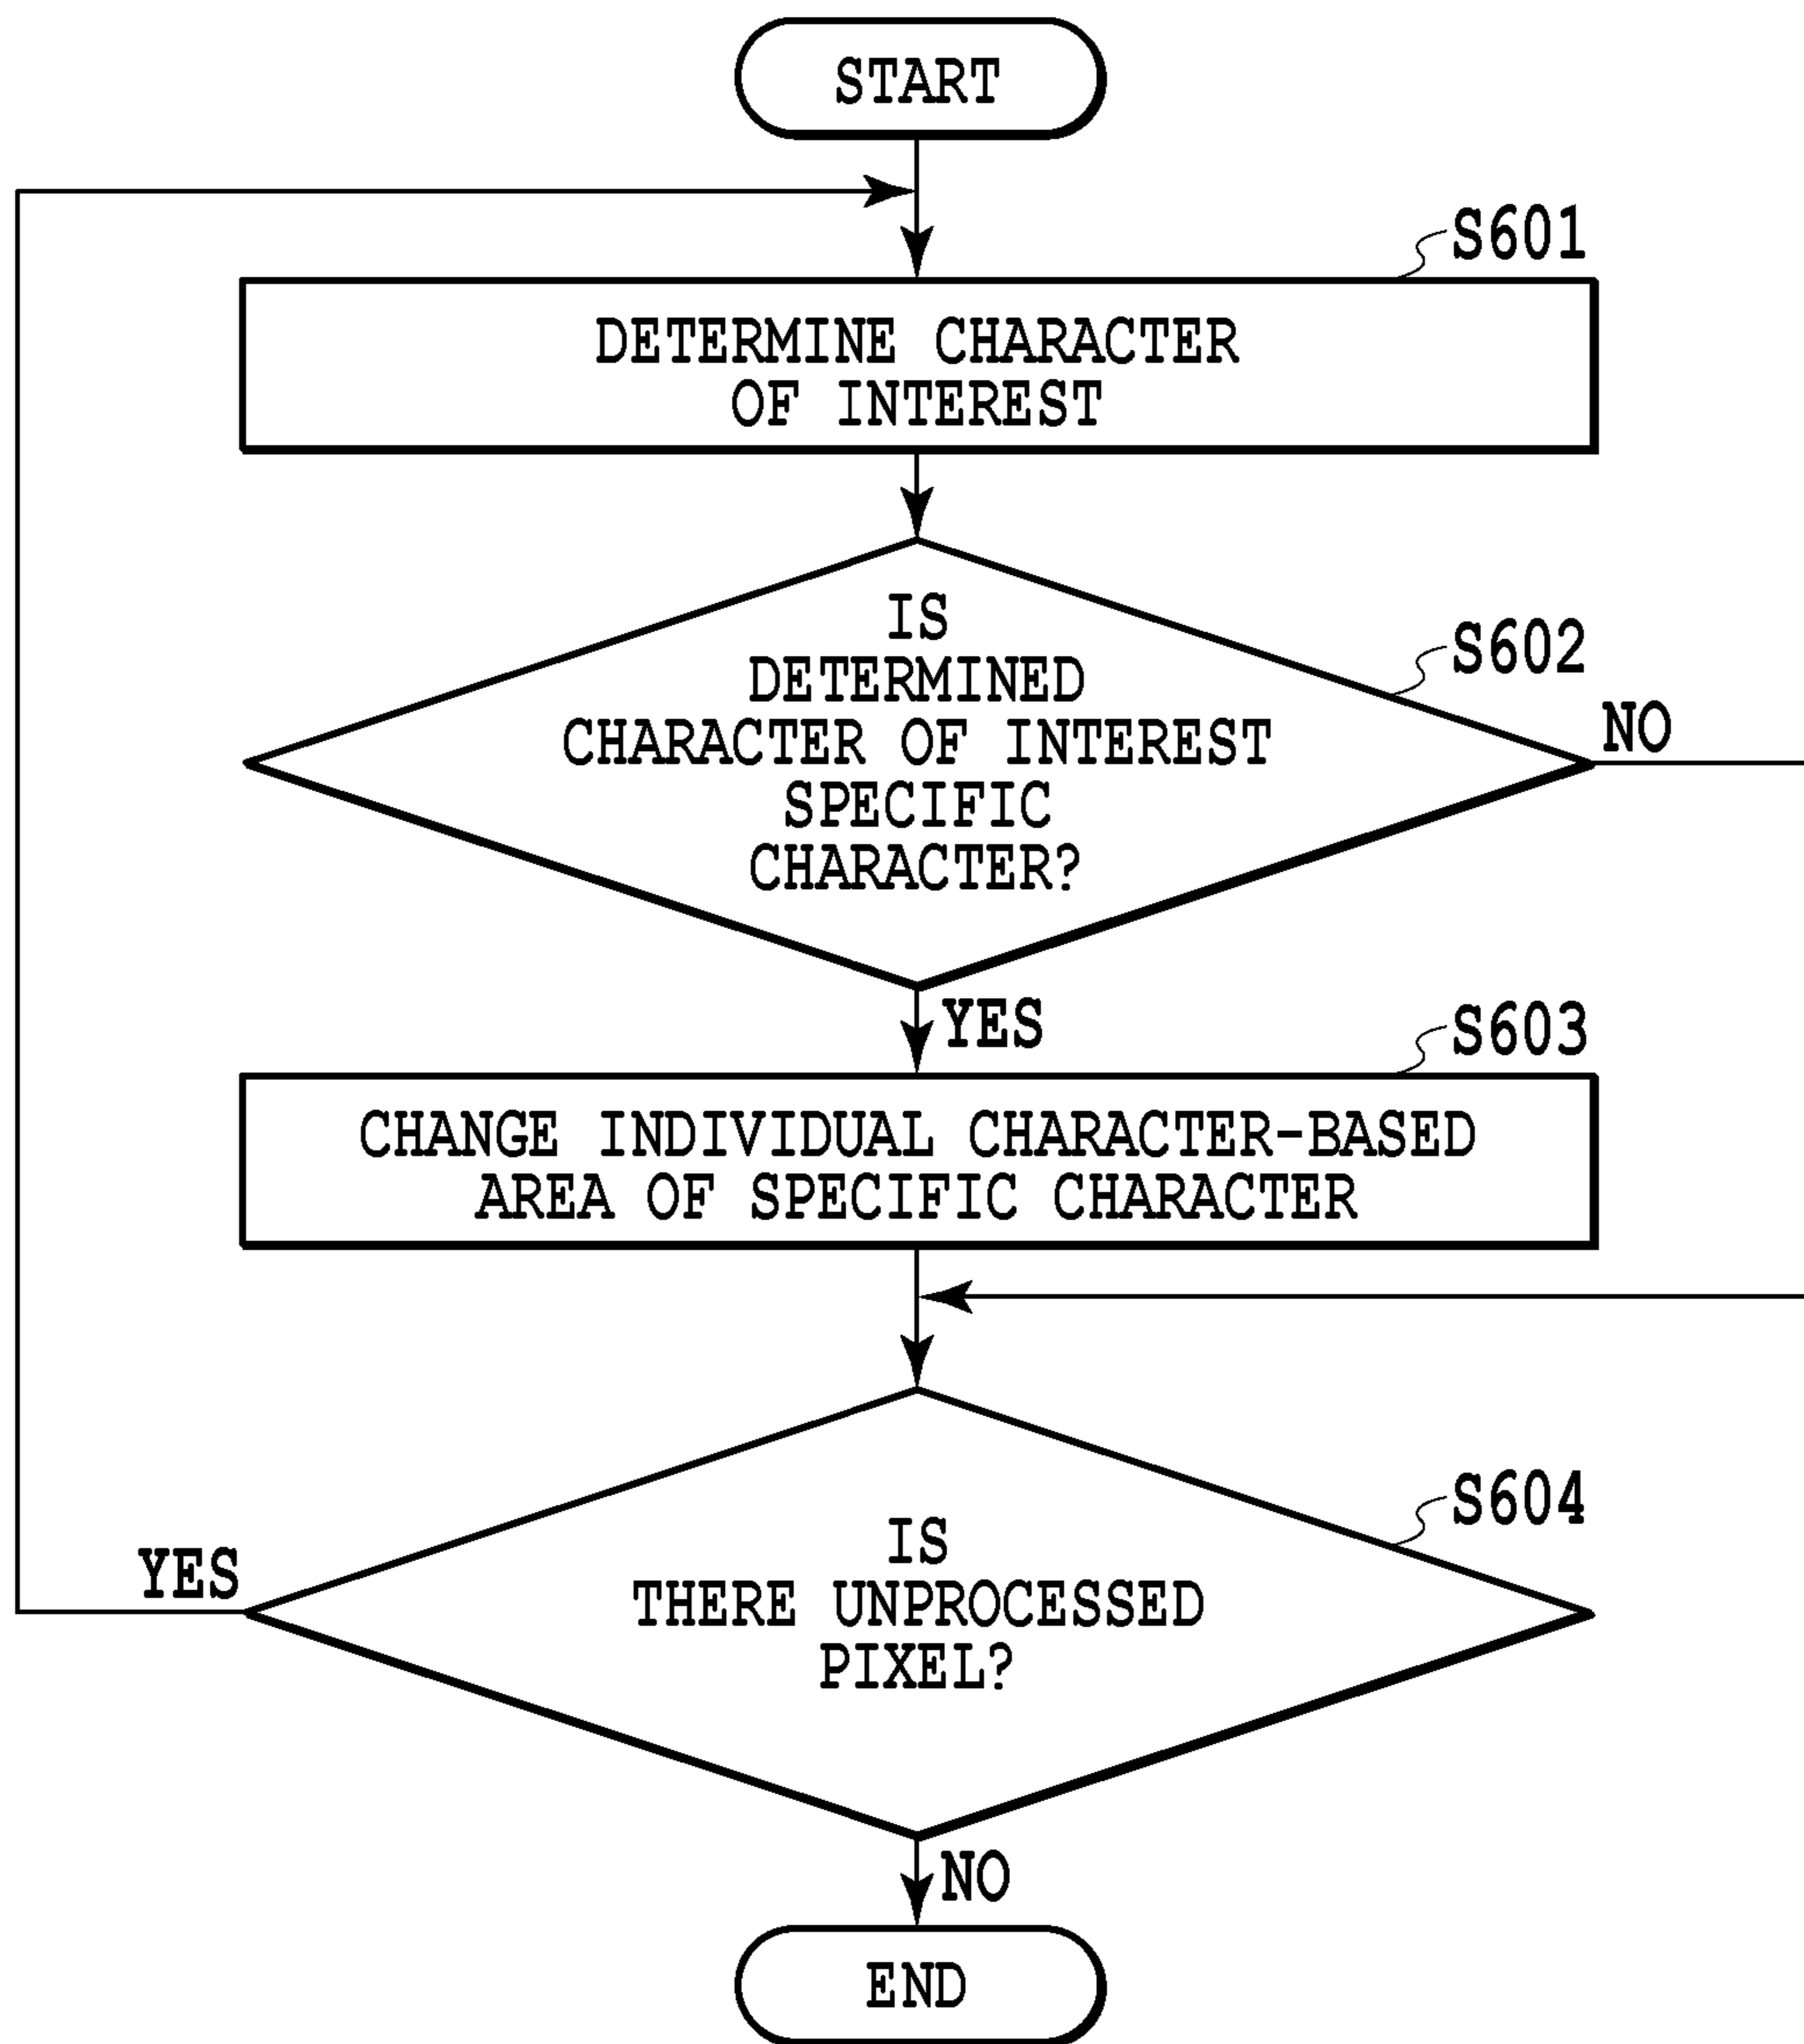 START
S601
DETERMINE CHARACTER
OF INTEREST
S602
IS
DETERMINED
CHARACTER OF INTEREST
SPECIFIC
CHARACTER?
NO
YES
S603
CHANGE INDIVIDUAL CHARACTER-BASED
AREA OF SPECIFIC CHARACTER
S604
IS
THERE UNPROCESSED
PIXEL?
YES
NO
END